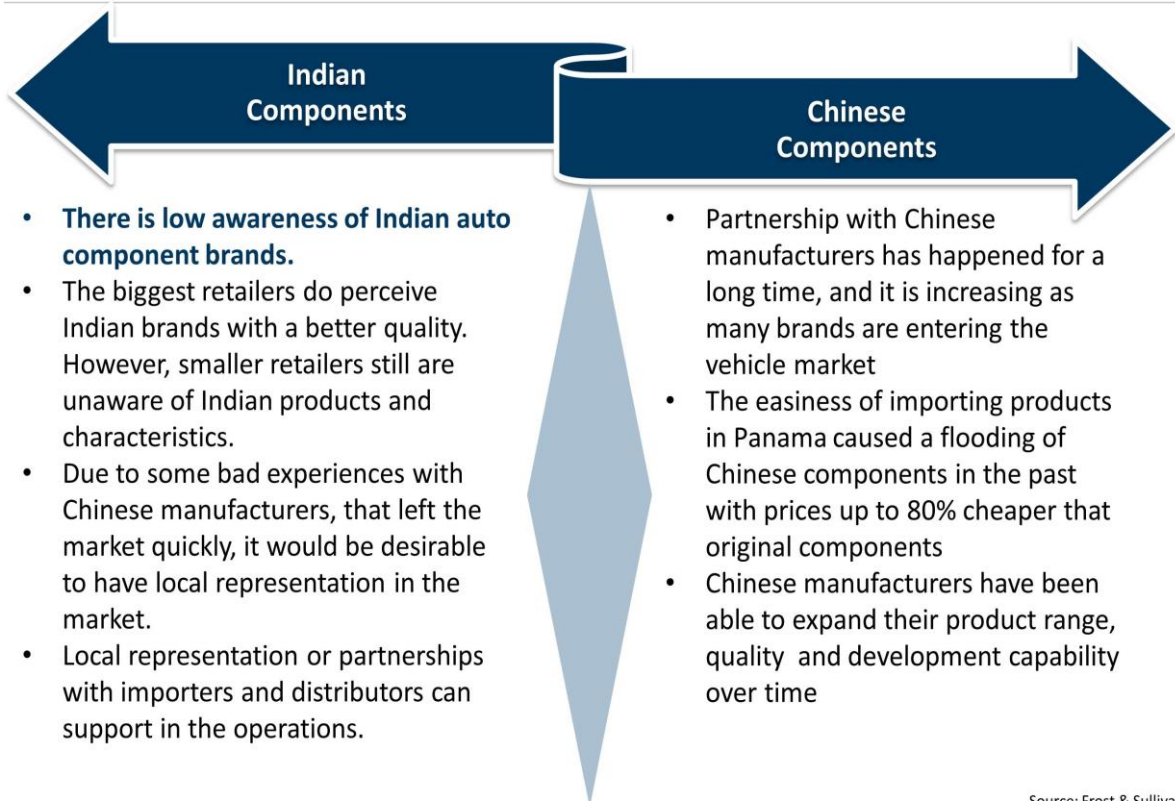 Indian
Components
Chinese
Components
• There is low awareness of Indian auto
component brands.
• The biggest retailers do perceive
Indian brands with a better quality.
However, smaller retailers still are
unaware of Indian products and
characteristics.
• Due to some bad experiences with
Chinese manufacturers, that left the
market quickly, it would be desirable
to have local representation in the
market.
• Local representation or partnerships
with importers and distributors can
support in the operations.
• Partnership with Chinese
manufacturers has happened for a
long time, and it is increasing as
many brands are entering the
vehicle market
• The easiness of importing products
in Panama caused a flooding of
Chinese components in the past
with prices up to 80% cheaper that
original components
• Chinese manufacturers have been
able to expand their product range,
quality and development capability
over time
Source: Frost &